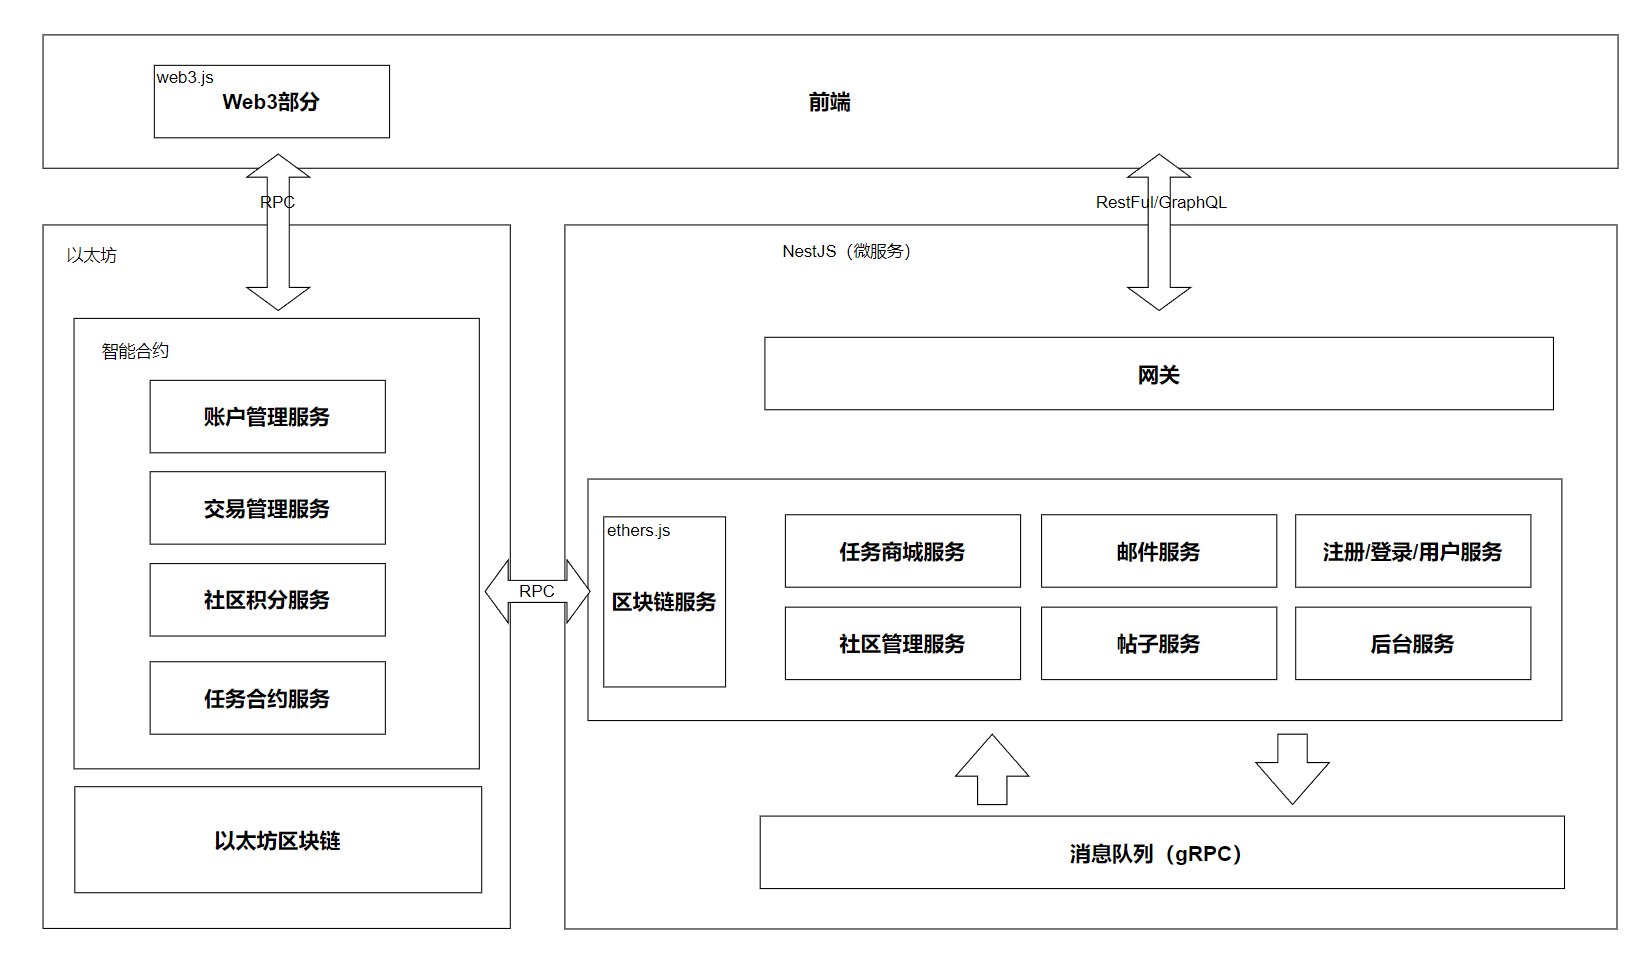 web3.js
Web3部分
前端
RPC
RestFul/GraphQL
以太坊
智能合约
账户管理服务
交易管理服务
社区积分服务
任务合约服务
以太坊区块链
RPC
NestJS（微服务）
网关
ethers.js
区块链服务
任务商城服务
邮件服务
注册/登录/用户服务
社区管理服务
帖子服务
后台服务
消息队列（gRPC）